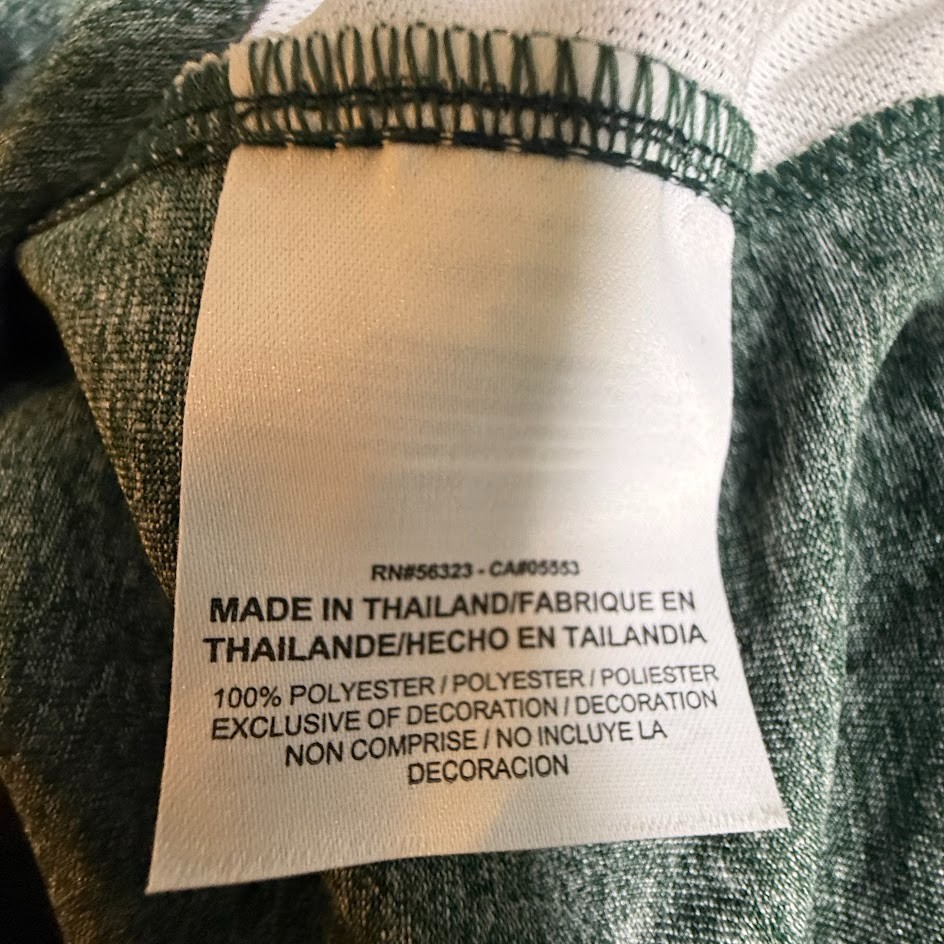 RN#56323 - CA#05553
MADE IN THAILAND/FABRIQUE EN
THAILANDE/HECHO EN TAILANDIA
100% POLYESTER / POLYESTER / POLIESTER
EXCLUSIVE OF DECORATION / DECORATION
NON COMPRISE / NO INCLUYE LA
DECORACION